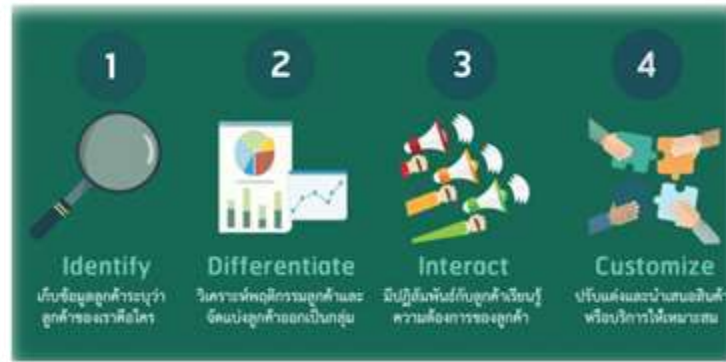 1
Identify
เก็บข้อมูลลูกค้าระบุว่า
ลูกค้าของเราคือใคร
2
Differentiate
วิเคราะห์พฤติกรรมลูกค้าและ
จัดแบ่งลูกค้าออกเป็นกลุ่ม
3
Interact
มีปฏิสัมพันธ์กับลูกค้าเรียนรู้
ความต้องการของลูกค้า
4
Customize
ปรับแต่งและนำเสนอสินค้า
หรือบริการให้เหมาะสม